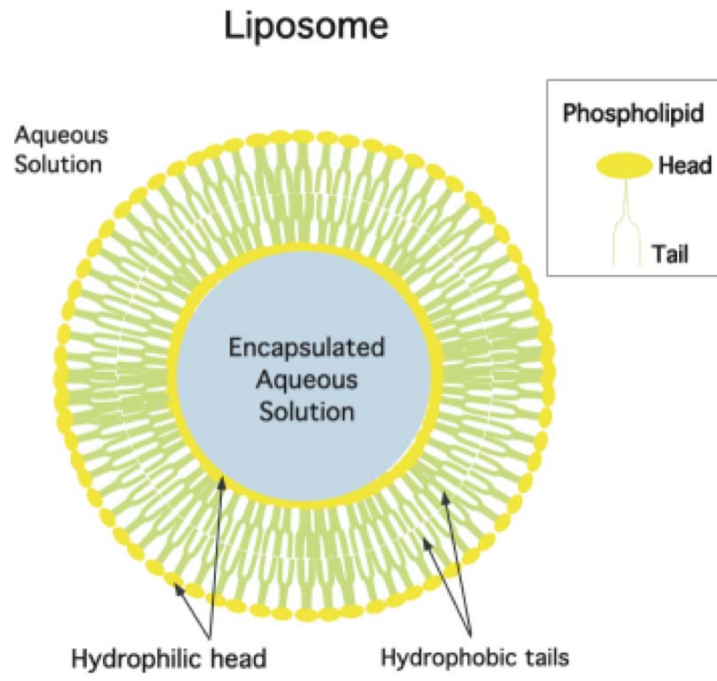 Liposome
Aqueous
Solution
Phospholipid
Head
Tail
Encapsulated
Aqueous
Solution
Hydrophilic head
Hydrophobic tails